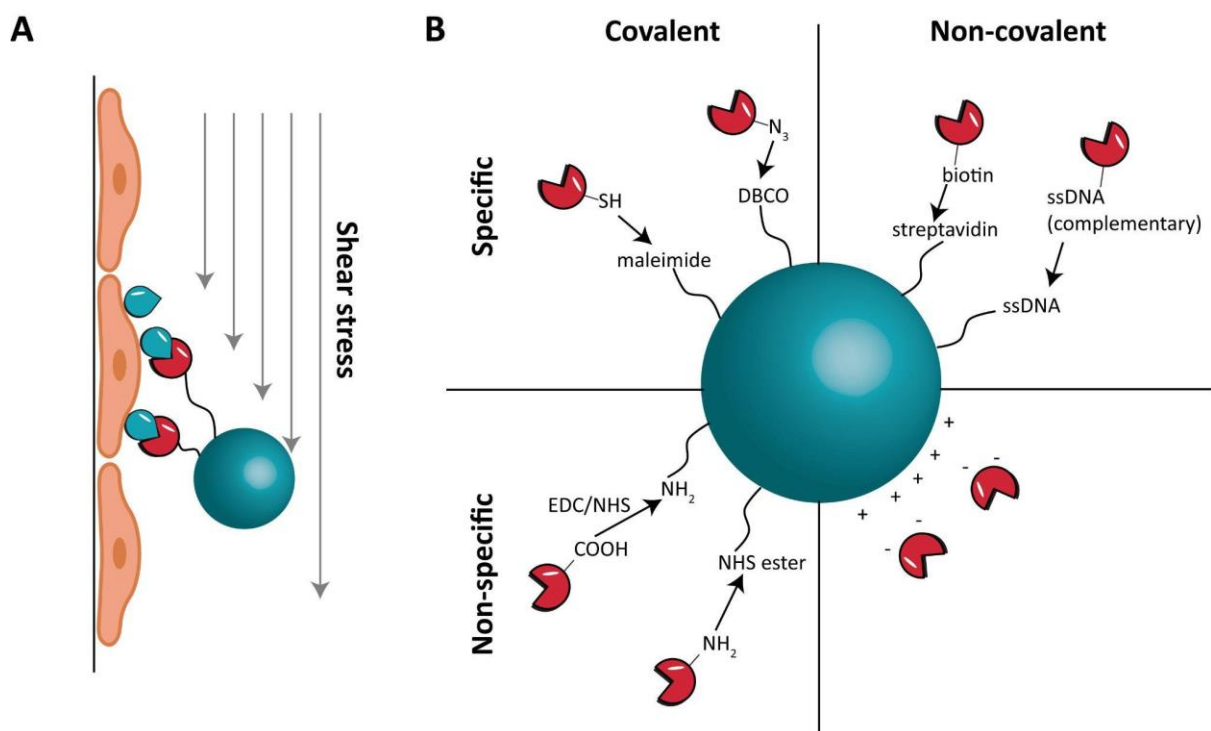 A
Shear stress
B
Covalent
Non-covalent
Specific
Non-specific
N₃
DBCO
SH
maleimide
biotin
streptavidin
ssDNA
(complementary)
ssDNA
EDC/NHS
NH₂
COOH
NHS ester
NH₂
+
+
+
+
+
-
-
-
-